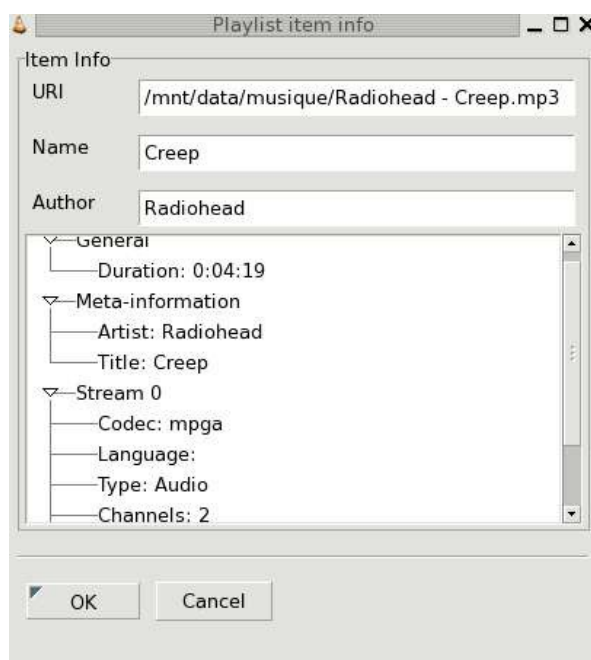 Playlist item info
Item Info
URI /mnt/data/musique/Radiohead - Creep.mp3
Name Creep
Author Radiohead
General
Duration: 0:04:19
Meta-information
Artist: Radiohead
Title: Creep
Stream 0
Codec: mpga
Language:
Type: Audio
Channels: 2
OK Cancel